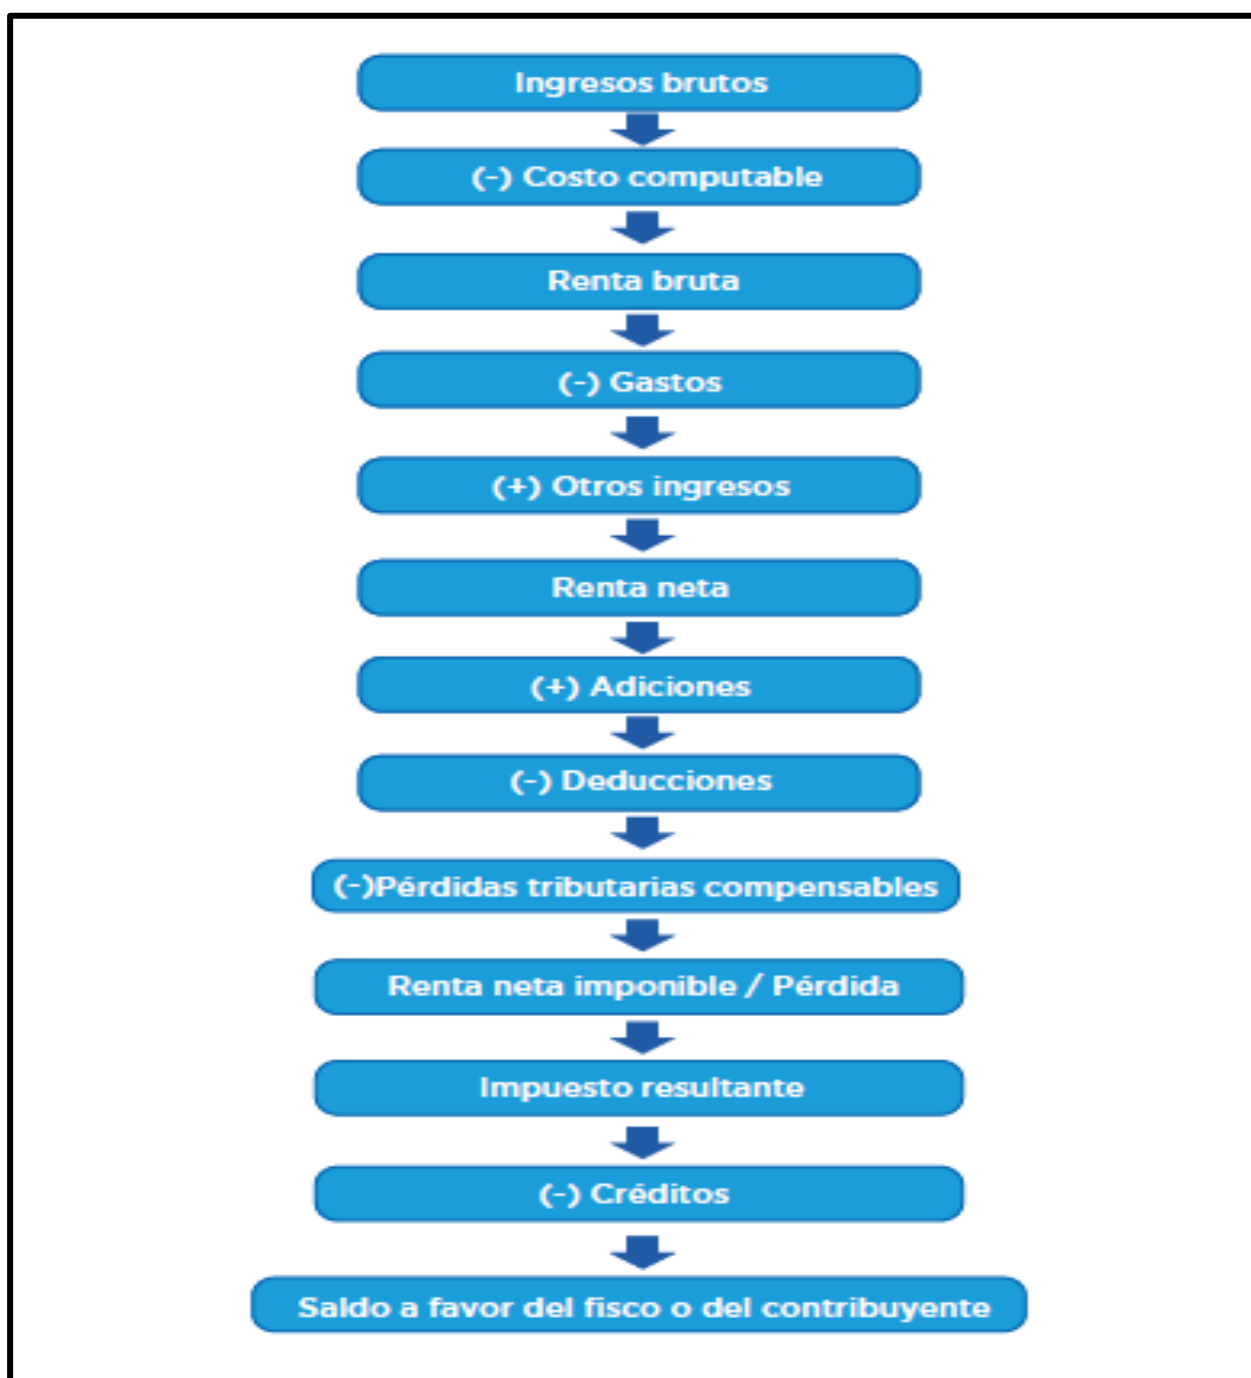 Ingresos brutos
(-) Costo computable
Renta bruta
(-) Gastos
(+) Otros ingresos
Renta neta
(+) Adiciones
(-) Deducciones
(-)Pérdidas tributarias compensables
Renta neta imponible / Pérdida
Impuesto resultante
(-) Créditos
Saldo a favor del fisco o del contribuyente